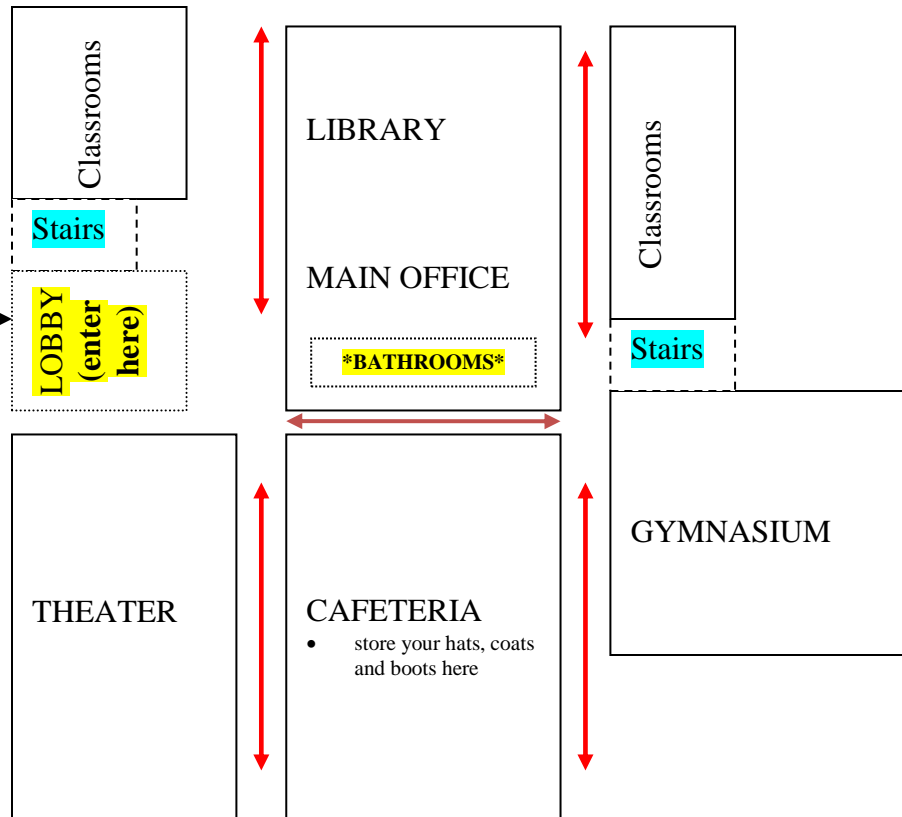 Classrooms
LIBRARY
Classrooms
Stairs
MAIN OFFICE
LOBBY
(enter
here)
*BATHROOMS*
Stairs
GYMNASIUM
THEATER
CAFETERIA
• store your hats, coats
and boots here